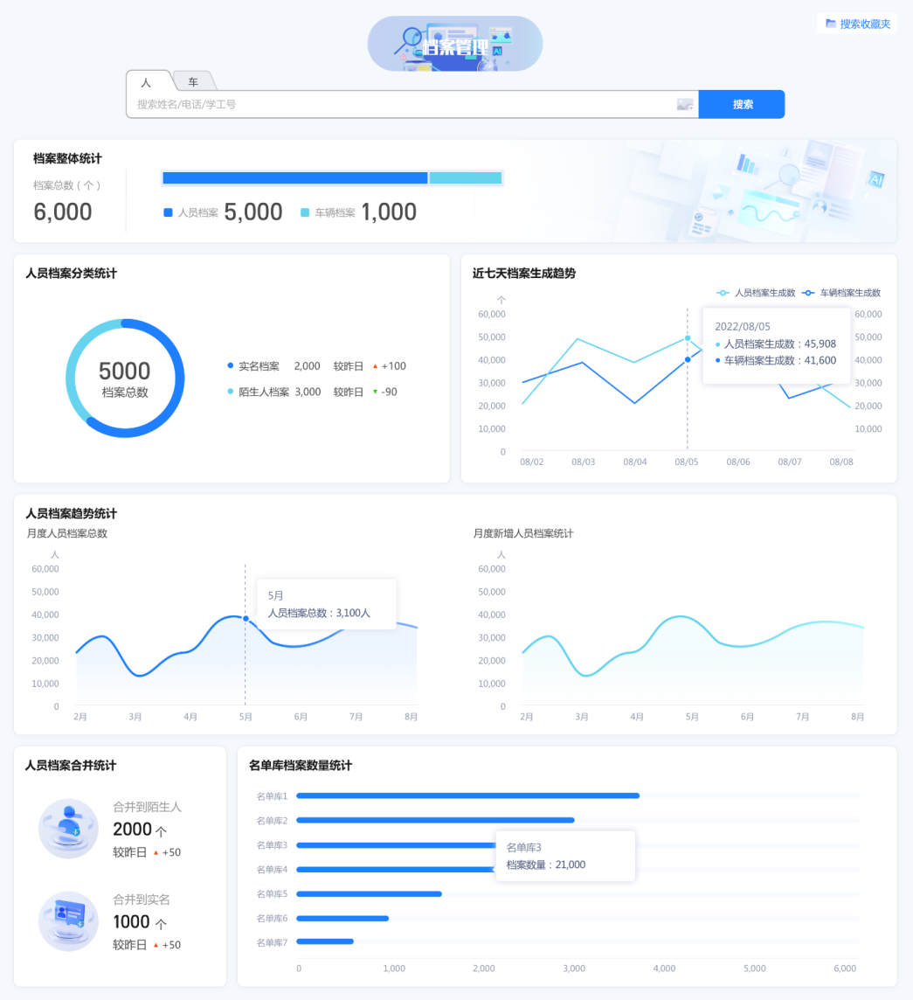 档案管理
AI
搜索收藏夹
人
车
搜索姓名/电话/学工号
搜索
档案整体统计
档案总数（个）
6,000
人员档案 5,000
车辆档案 1,000
AI
人员档案分类统计
5000
档案总数
实名档案 2,000 较昨日 +100
陌生人档案 3,000 较昨日 -90
近七天档案生成趋势
人员档案生成数 车辆档案生成数
个
60,000
50,000
40,000
30,000
20,000
10,000
0
60,000
50,000
40,000
30,000
20,000
10,000
2022/08/05
人员档案生成数：45,908
车辆档案生成数：41,600
08/02 08/03 08/04 08/05 08/06 08/07 08/08
人员档案趋势统计
月度人员档案总数
人
60,000
50,000
40,000
30,000
20,000
10,000
0
5月
人员档案总数：3,100人
2月 3月 4月 5月 6月 7月 8月
月度新增人员档案统计
人
60,000
50,000
40,000
30,000
20,000
10,000
0
2月 3月 4月 5月 6月 7月 8月
人员档案合并统计
合并到陌生人
2000 个
较昨日 +50
合并到实名
1000 个
较昨日 +50
名单库档案数量统计
名单库1
名单库2
名单库3
名单库4
名单库5
名单库6
名单库7
名单库3
档案数量：21,000
0 1,000 2,000 3,000 4,000 5,000 6,000